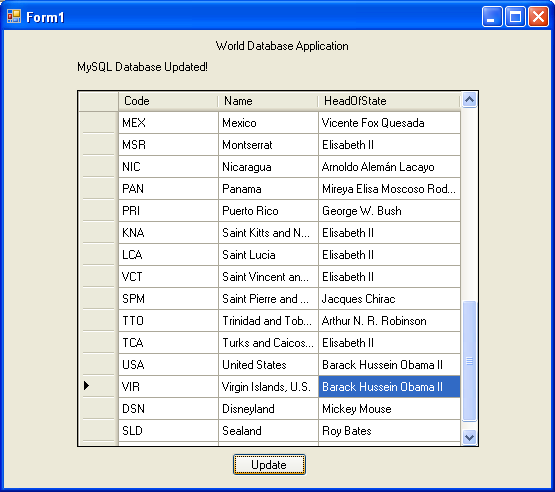 Form1
World Database Application
MySQL Database Updated!
Code Name HeadOfState
MEX Mexico Vicente Fox Quesada
MSR Montserrat Elisabeth II
NIC Nicaragua Arnoldo Alemán Lacayo
PAN Panama Mireya Elisa Moscoso Rod...
PRI Puerto Rico George W. Bush
KNA Saint Kitts and N... Elisabeth II
LCA Saint Lucia Elisabeth II
VCT Saint Vincent an... Elisabeth II
SPM Saint Pierre and ... Jacques Chirac
TTO Trinidad and Tob... Arthur N. R. Robinson
TCA Turks and Caicos... Elisabeth II
USA United States Barack Hussein Obama II
VIR Virgin Islands, U.S. Barack Hussein Obama II
DSN Disneyland Mickey Mouse
SLD Sealand Roy Bates
Update